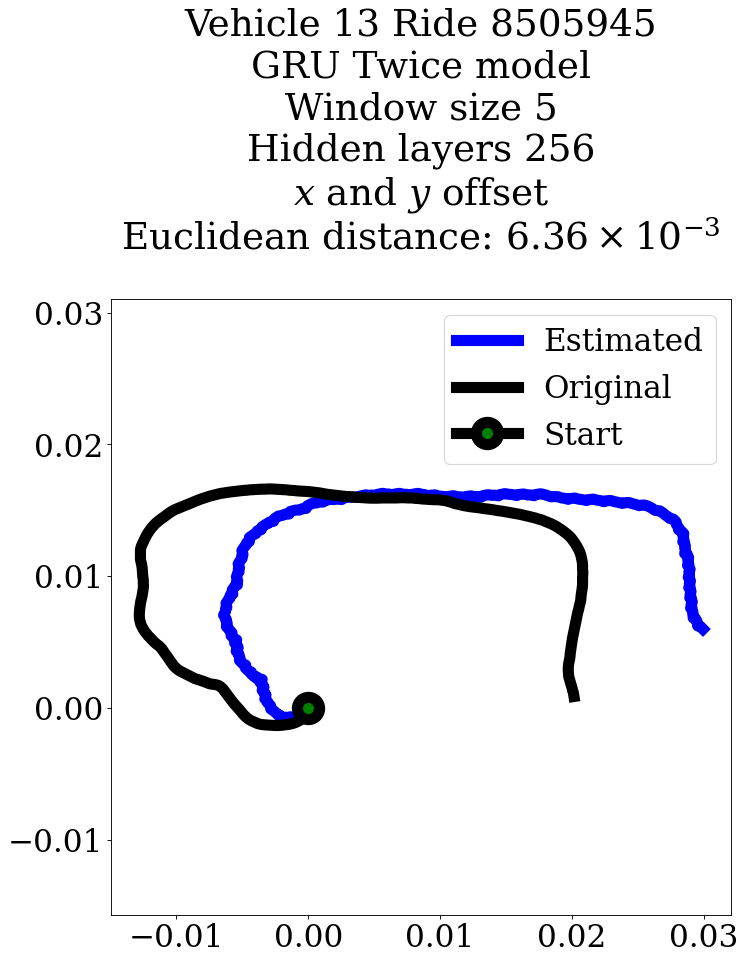 Vehicle 13 Ride 8505945
GRU Twice model
Window size 5
Hidden layers 256
x and y offset
Euclidean distance: 6.36 × 10⁻³
Estimated
Original
Start
0.03
0.02
0.01
0.00
−0.01
−0.01
0.00
0.01
0.02
0.03